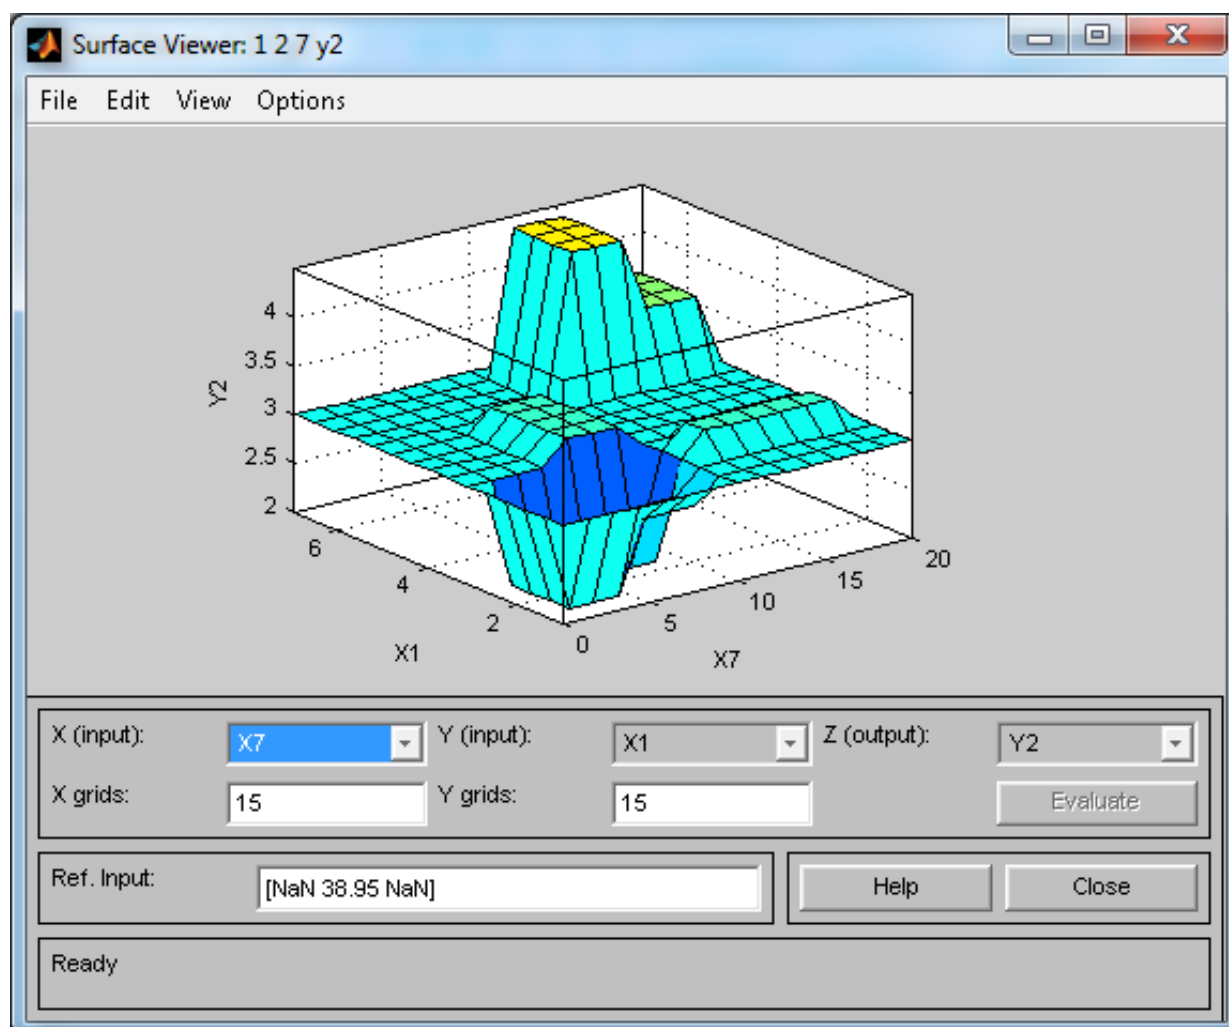 Surface Viewer: 1 2 7 y2
File Edit View Options
4
3.5
3
2.5
2
Y2
6
4
2
X1
0
5
10
15
20
X7
X (input): X7 Y (input): X1 Z (output): Y2
X grids: 15 Y grids: 15 Evaluate
Ref. Input: [NaN 38.95 NaN] Help Close
Ready